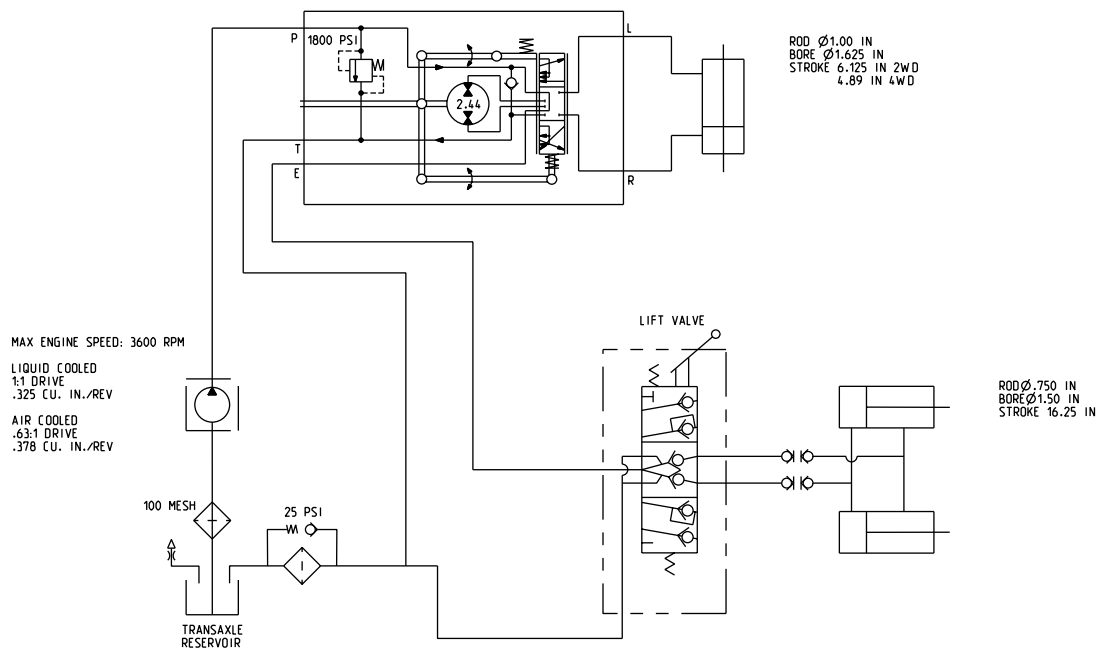 P
1800 PSI
L
ROD Ø1.00 IN
BORE Ø1.625 IN
STROKE 6.125 IN 2WD
4.89 IN 4WD
2.44
T
E
R
LIFT VALVE
MAX ENGINE SPEED: 3600 RPM
LIQUID COOLED
1:1 DRIVE
.325 CU. IN./REV
AIR COOLED
.63:1 DRIVE
.378 CU. IN./REV
RODØ.750 IN
BOREØ1.50 IN
STROKE 16.25 IN
100 MESH
25 PSI
TRANSAXLE
RESERVOIR